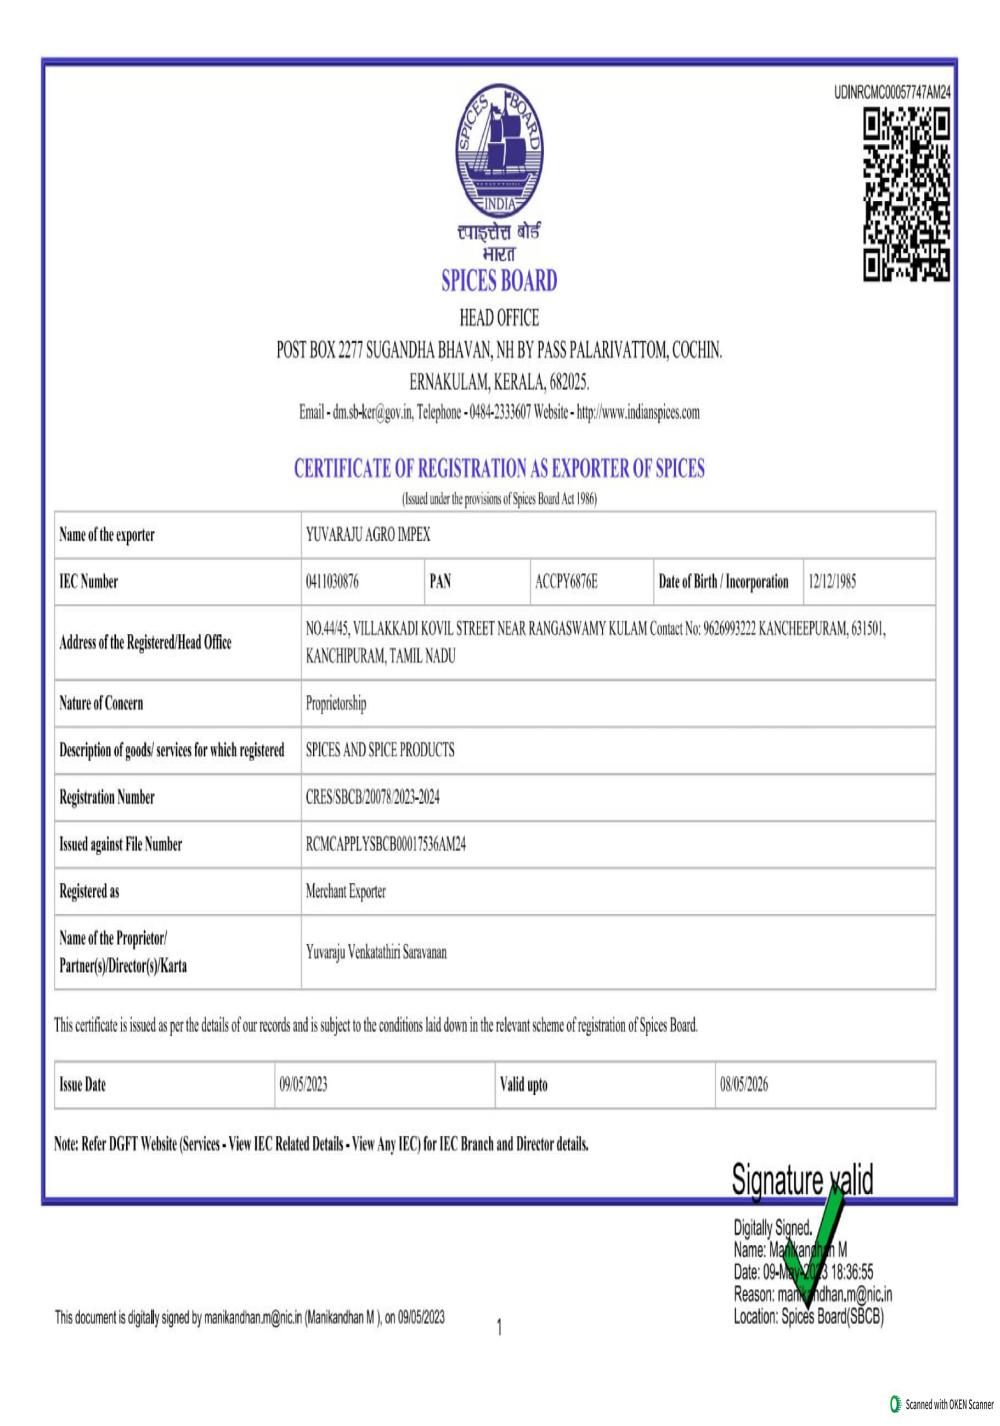 UDINRCMC00057747AM24
SPICES BOARD
INDIA
स्पाइसेस बोर्ड
भारत
SPICES BOARD
HEAD OFFICE
POST BOX 2277 SUGANDHA BHAVAN, NH BY PASS PALARIVATTOM, COCHIN.
ERNAKULAM, KERALA, 682025.
Email - dm.sb-ker@gov.in, Telephone - 0484-2333607 Website - http://www.indianspices.com
CERTIFICATE OF REGISTRATION AS EXPORTER OF SPICES
(Issued under the provisions of Spices Board Act 1986)
Name of the exporter YUVARAJU AGRO IMPEX
IEC Number 0411030876 PAN ACCPY6876E Date of Birth / Incorporation 12/12/1985
Address of the Registered/Head Office NO.44/45, VILLAKKADI KOVIL STREET NEAR RANGASWAMY KULAM Contact No: 9626993222 KANCHEEPURAM, 631501,
KANCHIPURAM, TAMIL NADU
Nature of Concern Proprietorship
Description of goods/ services for which registered SPICES AND SPICE PRODUCTS
Registration Number CRES/SBCB/20078/2023-2024
Issued against File Number RCMCAPPLYSBCB00017536AM24
Registered as Merchant Exporter
Name of the Proprietor/
Partner(s)/Director(s)/Karta Yuvaraju Venkatathiri Saravanan
This certificate is issued as per the details of our records and is subject to the conditions laid down in the relevant scheme of registration of Spices Board.
Issue Date 09/05/2023 Valid upto 08/05/2026
Note: Refer DGFT Website (Services - View IEC Related Details - View Any IEC) for IEC Branch and Director details.
Signature valid
Digitally Signed.
Name: Manikandhan M
Date: 09-May-2023 18:36:55
Reason: manikandhan.m@nic.in
Location: Spices Board(SBCB)
This document is digitally signed by manikandhan.m@nic.in (Manikandhan M ), on 09/05/2023
1
Scanned with OKEN Scanner